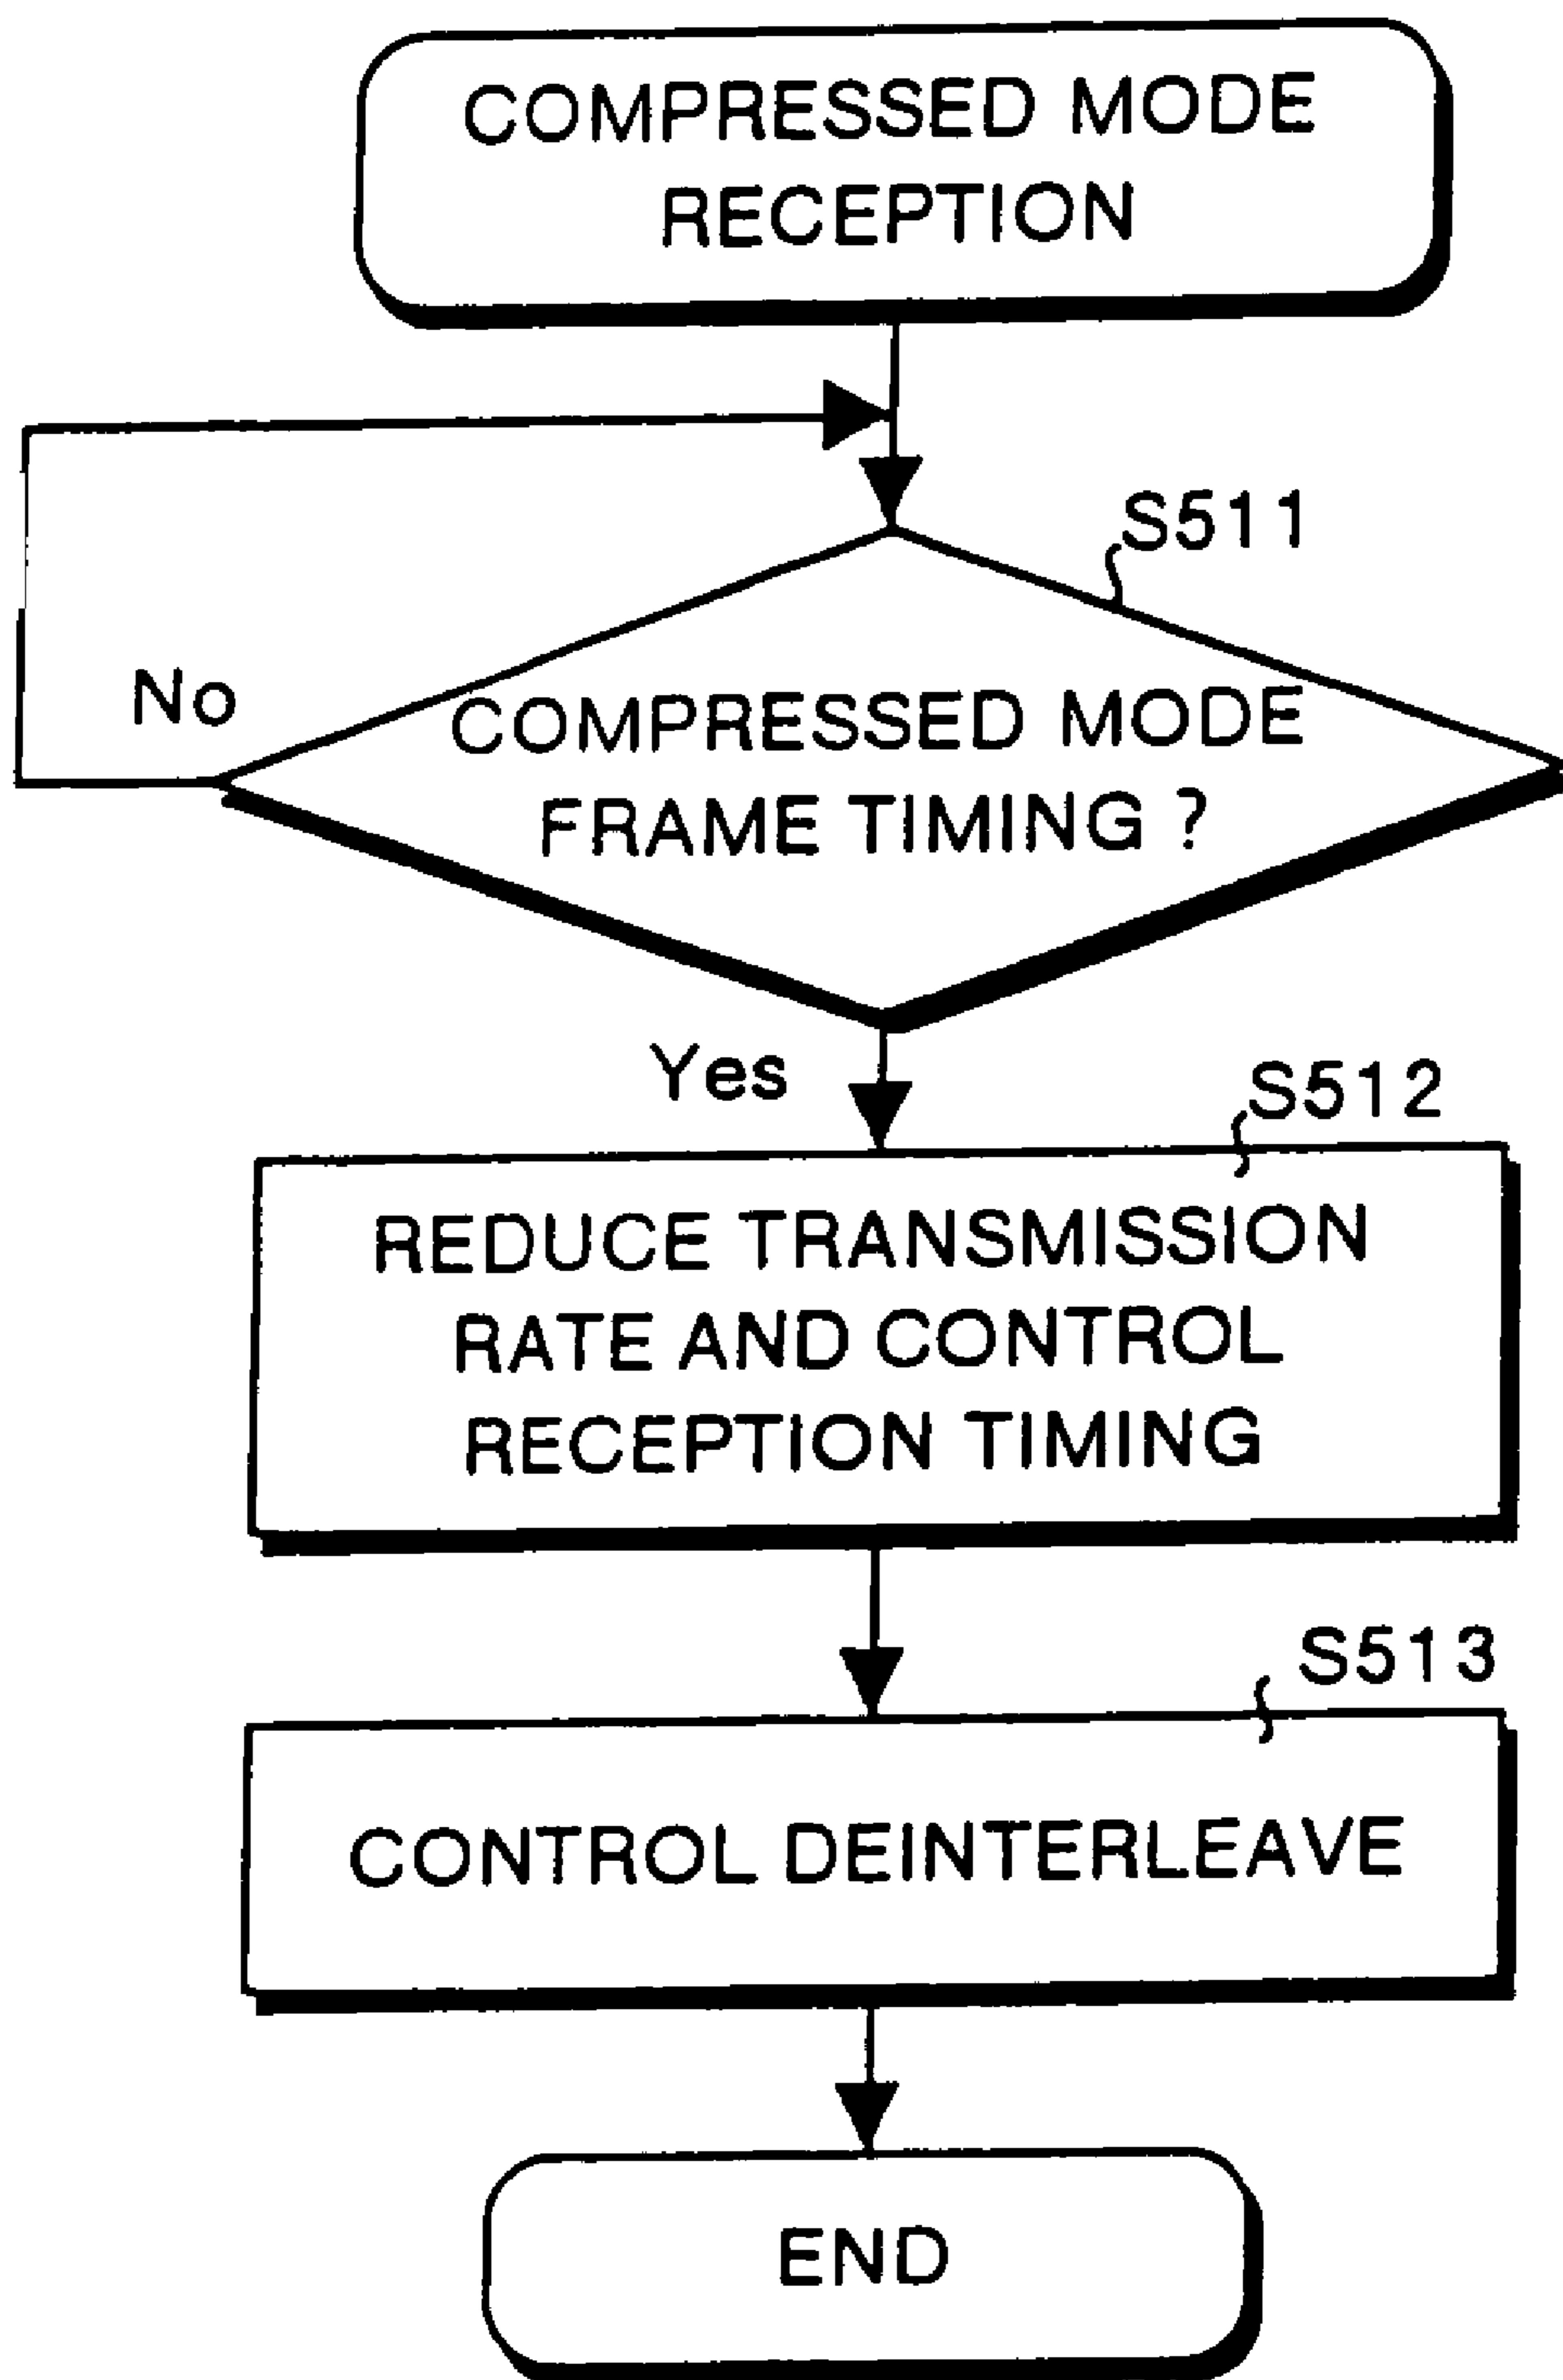 COMPRESSED MODE
RECEPTION
S511
No
COMPRESSED MODE
FRAME TIMING ?
Yes
S512
REDUCE TRANSMISSION
RATE AND CONTROL
RECEPTION TIMING
S513
CONTROL DEINTERLEAVE
END